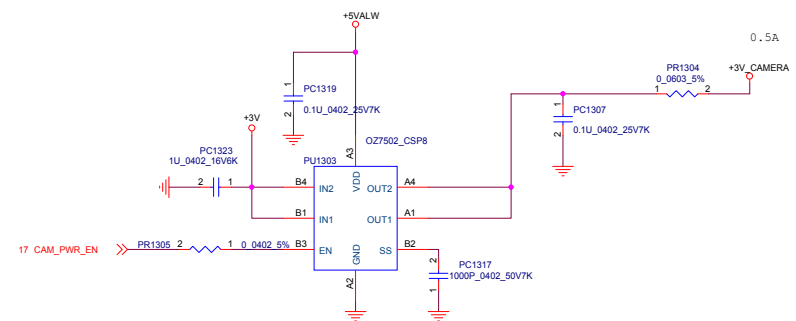 +5VALW
0.5A
PR1304
0_0603_5%
+3V_CAMERA
1 2
1
PC1319
2
0.1U_0402_25V7K
1
PC1307
2
0.1U_0402_25V7K
+3V
OZ7502_CSP8
PC1323
1U_0402_16V6K
PU1303
A3
2 1
B4 IN2 VDD OUT2 A4
B1 IN1 OUT1 A1
17 CAM_PWR_EN PR1305 2 1 0_0402_5% B3 EN GND SS B2
A2
2
PC1317
1000P_0402_50V7K
1